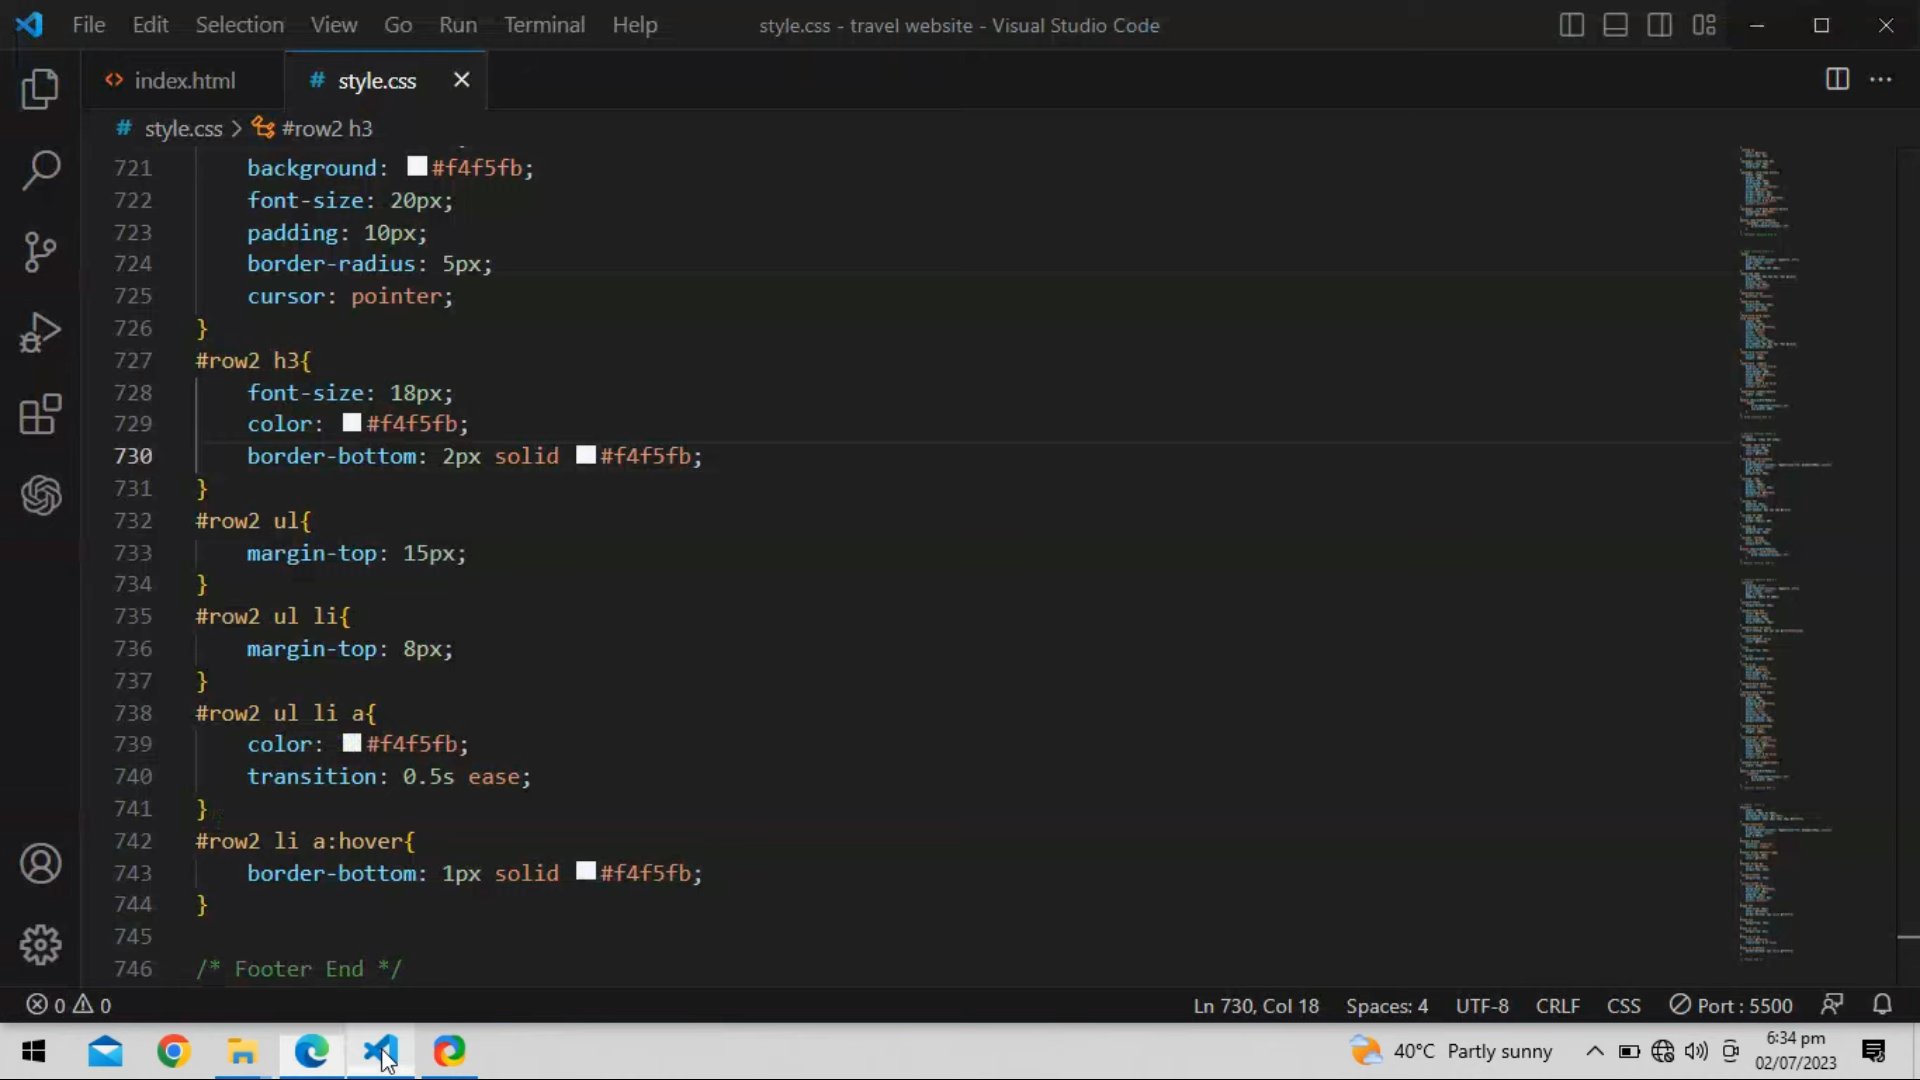 File Edit Selection View Go Run Terminal Help style.css - travel website - Visual Studio Code
index.html style.css
style.css > #row2 h3
721 background: #f4f5fb;
722 font-size: 20px;
723 padding: 10px;
724 border-radius: 5px;
725 cursor: pointer;
726 }
727 #row2 h3{
728 font-size: 18px;
729 color: #f4f5fb;
730 border-bottom: 2px solid #f4f5fb;
731 }
732 #row2 ul{
733 margin-top: 15px;
734 }
735 #row2 ul li{
736 margin-top: 8px;
737 }
738 #row2 ul li a{
739 color: #f4f5fb;
740 transition: 0.5s ease;
741 }
742 #row2 li a:hover{
743 border-bottom: 1px solid #f4f5fb;
744 }
745
746 /* Footer End */
0 0 Ln 730, Col 18 Spaces: 4 UTF-8 CRLF CSS Port : 5500
40°C Partly sunny 6:34 pm
02/07/2023